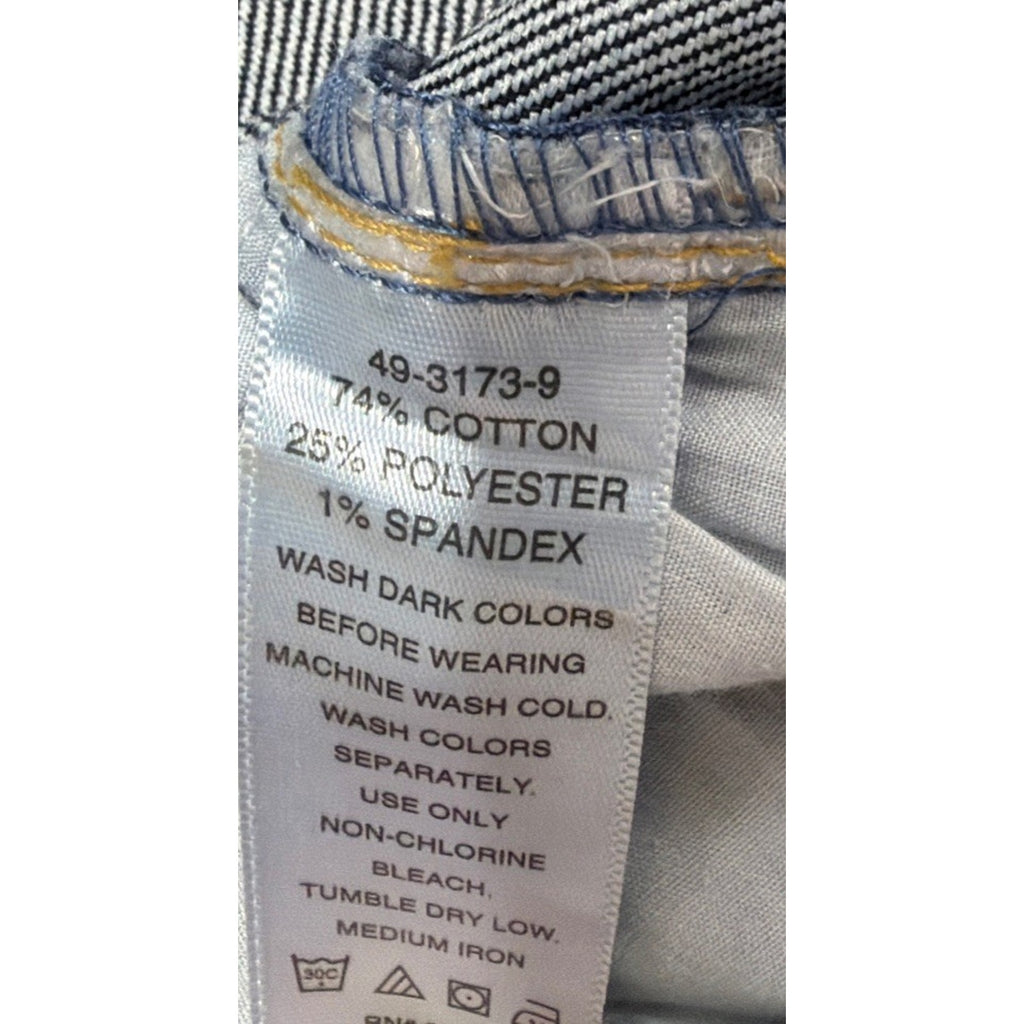 49-3173-9
74% COTTON
25% POLYESTER
1% SPANDEX
WASH DARK COLORS
BEFORE WEARING
MACHINE WASH COLD.
WASH COLORS
SEPARATELY.
USE ONLY
NON-CHLORINE
BLEACH.
TUMBLE DRY LOW.
MEDIUM IRON
30C